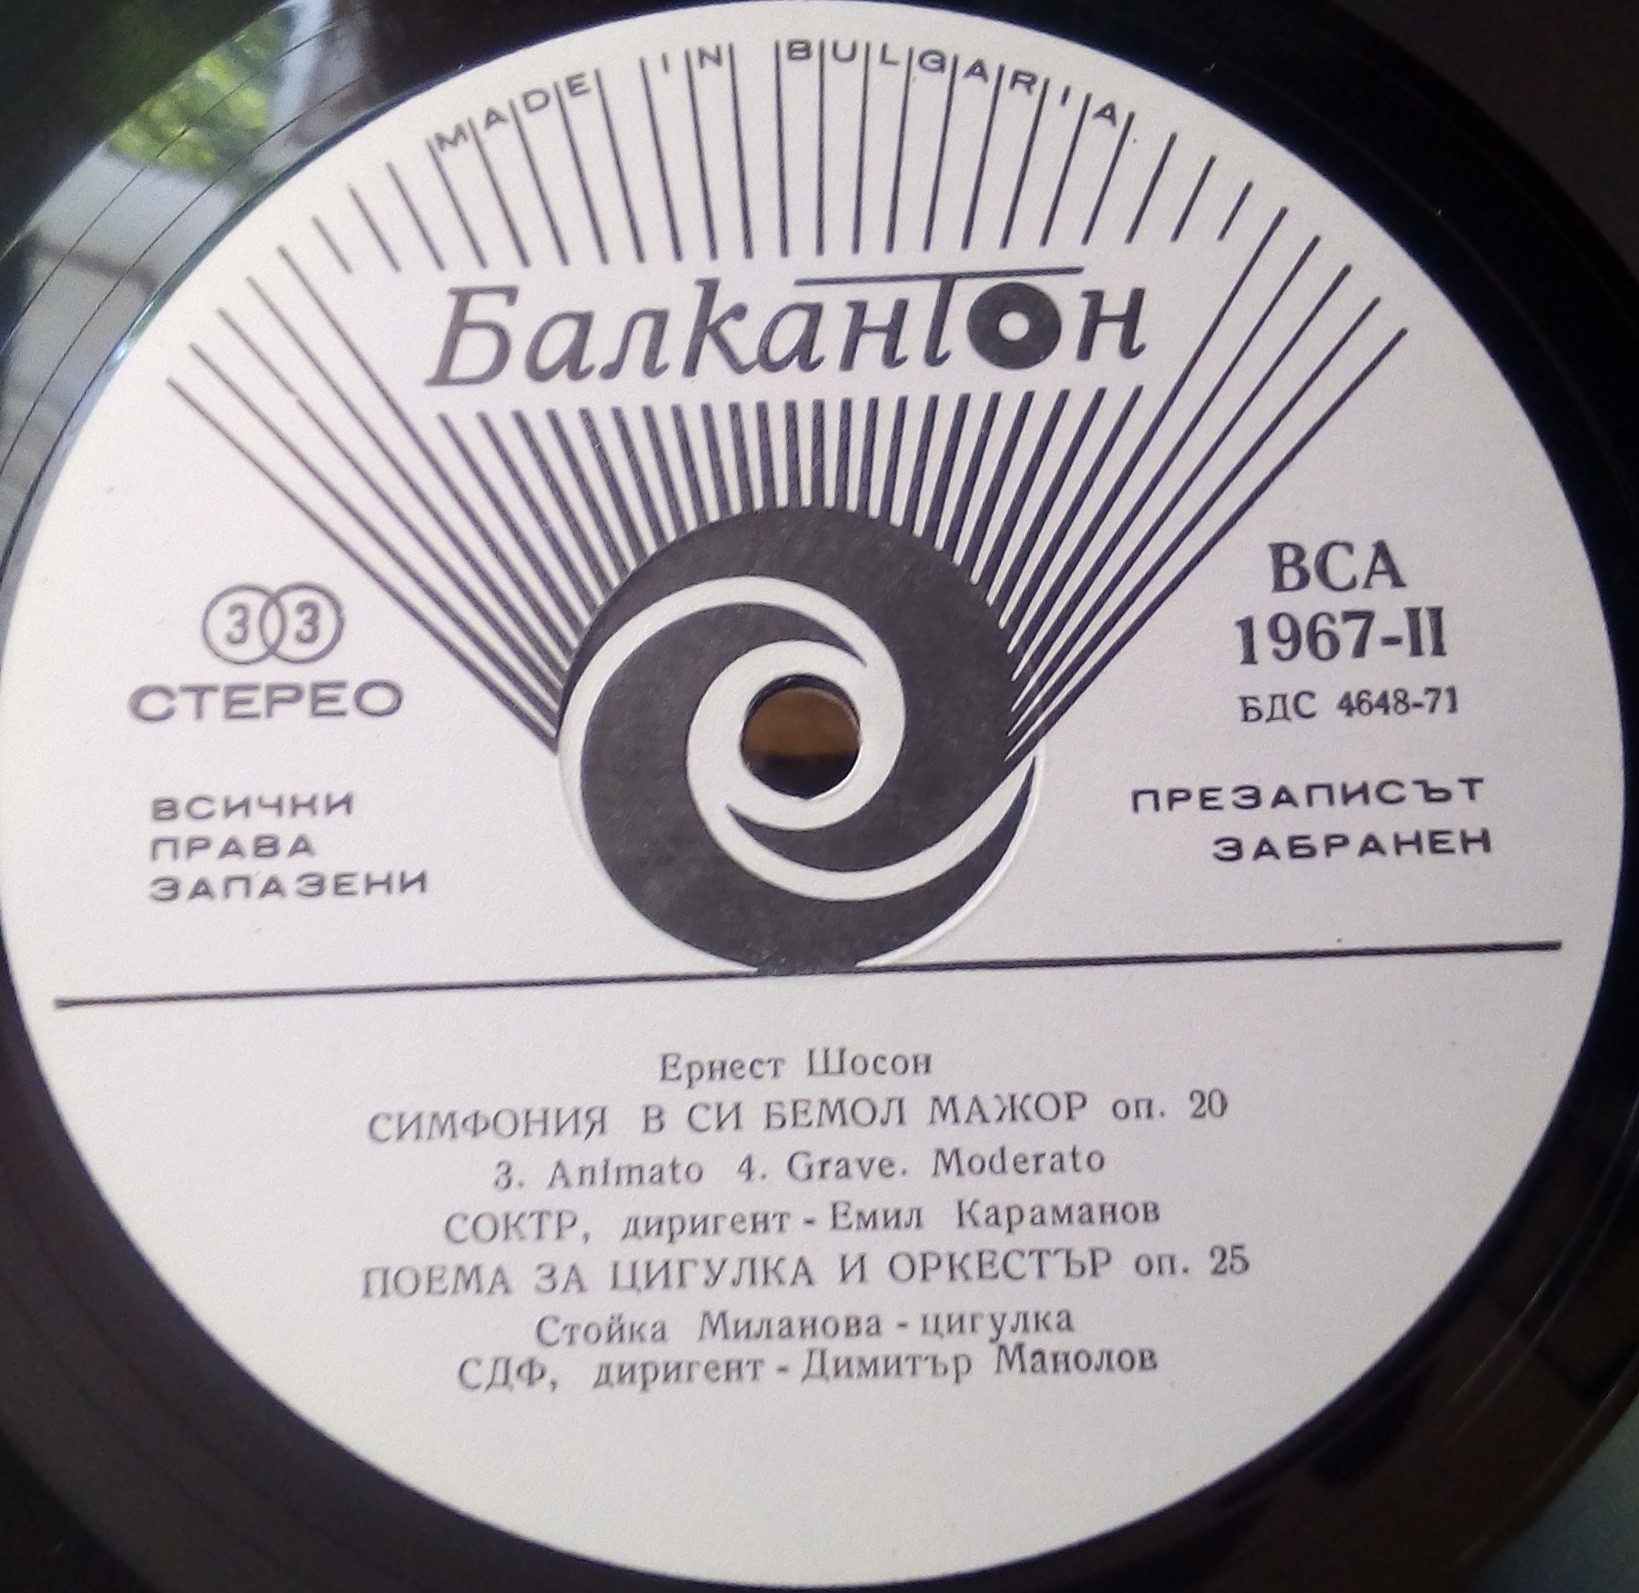 MADE IN BULGARIA
Балкантон
33
СТЕРЕО
ВСИЧКИ
ПРАВА
ЗАПАЗЕНИ
ВСА
1967-II
БДС 4648-71
ПРЕЗАПИСЪТ
ЗАБРАНЕН
Ернест Шосон
СИМФОНИЯ В СИ БЕМОЛ МАЖОР оп. 20
3. Animato 4. Grave. Moderato
СОКТР, диригент - Емил Караманов
ПОЕМА ЗА ЦИГУЛКА И ОРКЕСТЪР оп. 25
Стойка Миланова - цигулка
СДФ, диригент - Димитър Манолов